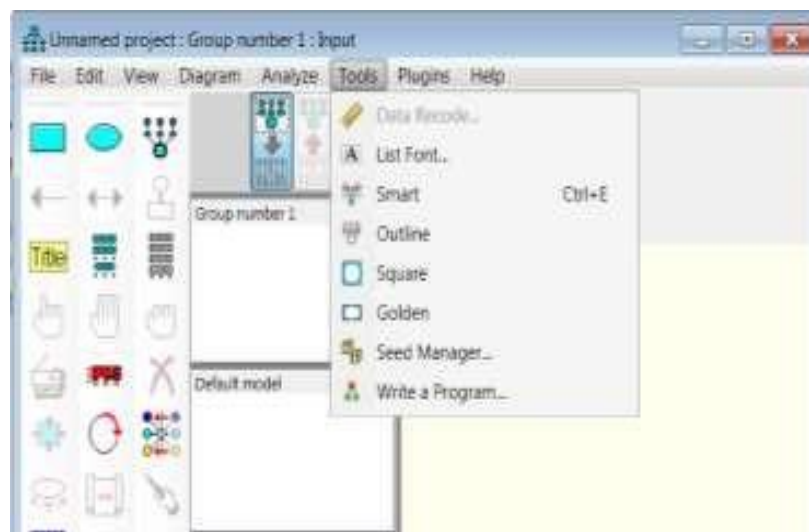 Unnamed project : Group number 1 : Input
File Edit View Diagram Analyze Tools Plugins Help
Data Recode...
List Font...
Smart Ctrl+E
Outline
Square
Golden
Seed Manager...
Write a Program...
Group number 1
Title
Default model